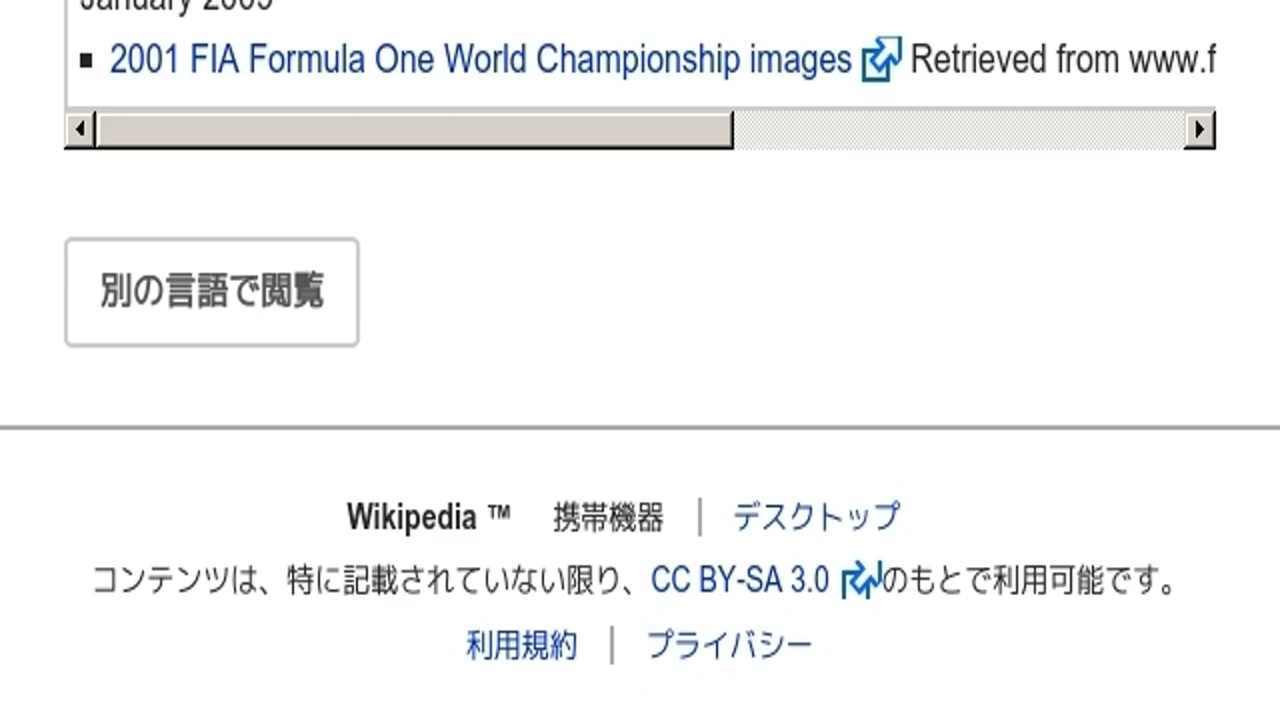 January 2009
2001 FIA Formula One World Championship images Retrieved from www.f
別の言語で閲覧
Wikipedia ™ 携帯機器 | デスクトップ
コンテンツは、特に記載されていない限り、CC BY-SA 3.0 のもとで利用可能です。
利用規約 | プライバシー